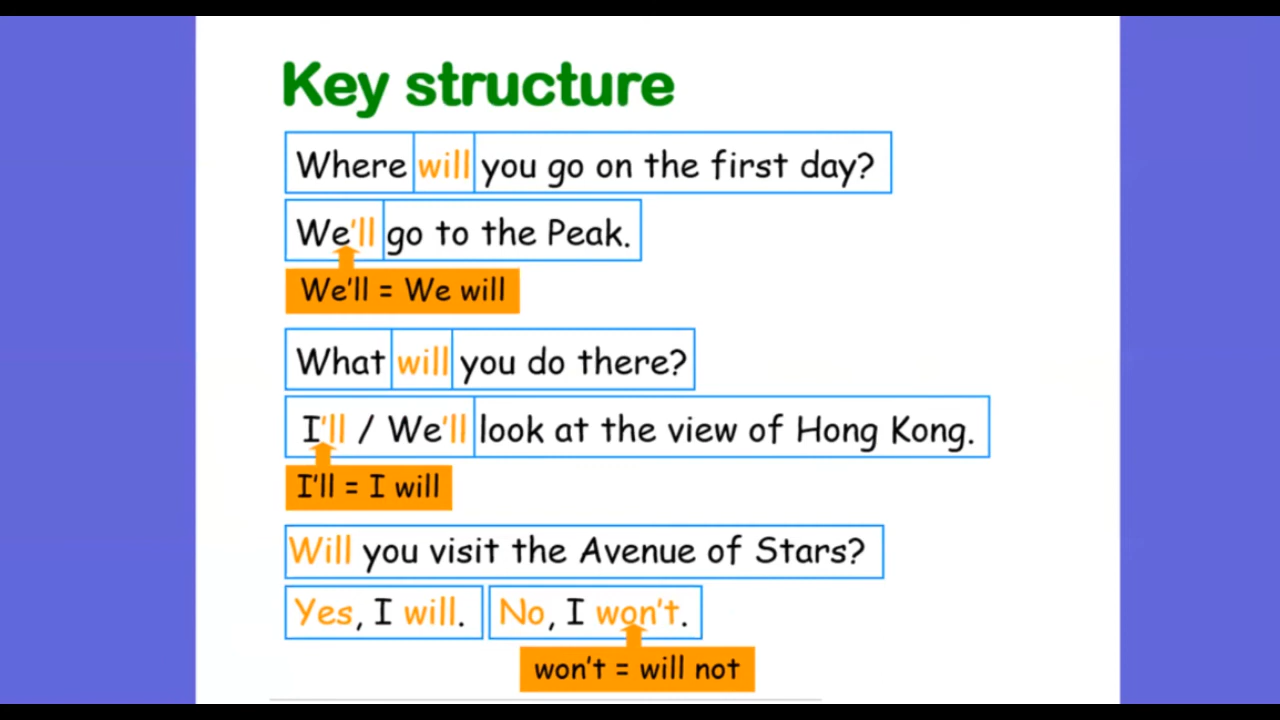 Key structure
Where will you go on the first day?
We'll go to the Peak.
We'll = We will
What will you do there?
I'll / We'll look at the view of Hong Kong.
I'll = I will
Will you visit the Avenue of Stars?
Yes, I will. No, I won't.
won't = will not